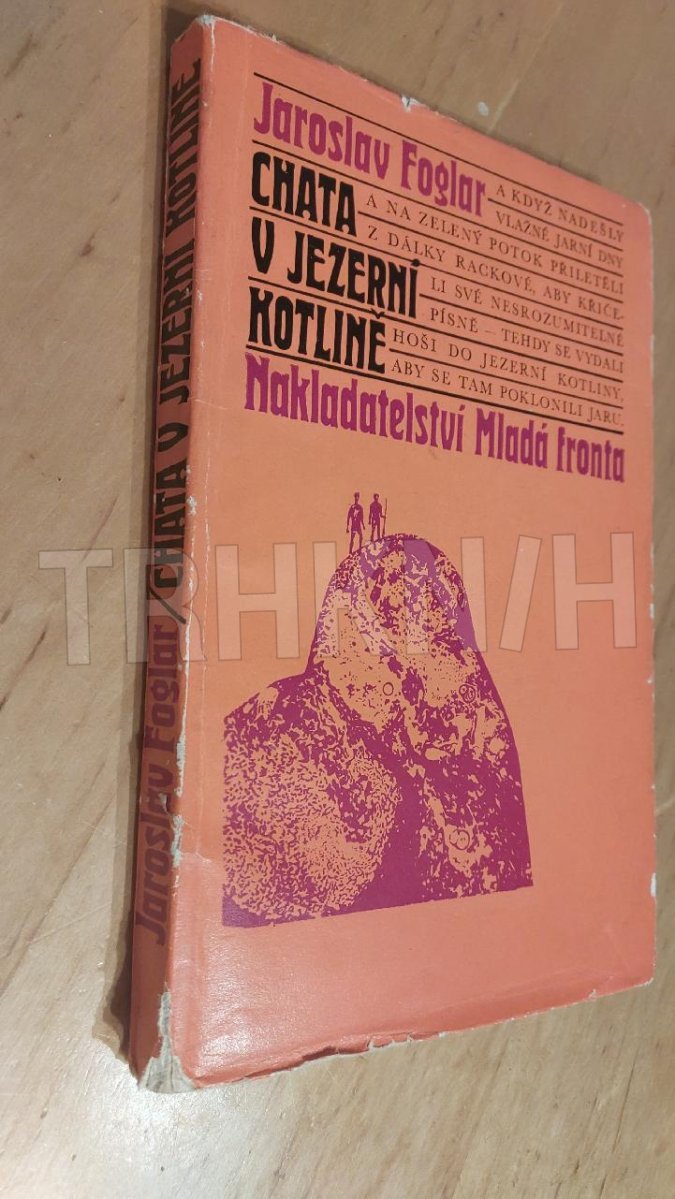 Jaroslav Foglar
CHATA
V JEZERNÍ
KOTLINĚ
A KDYŽ NADEŠLY
VLAŽNÉ JARNÍ DNY
A NA ZELENÝ POTOK PŘILETĚLI
Z DÁLKY RACKOVÉ, ABY KŘIČE-
LI SVÉ NESROZUMITELNÉ
PÍSNĚ – TEHDY SE VYDALI
HOŠI DO JEZERNÍ KOTLINY,
ABY SE TAM POKLONILI JARU.
Nakladatelství Mladá fronta
Jaroslav Foglar/CHATA V JEZERNÍ KOTLINĚ